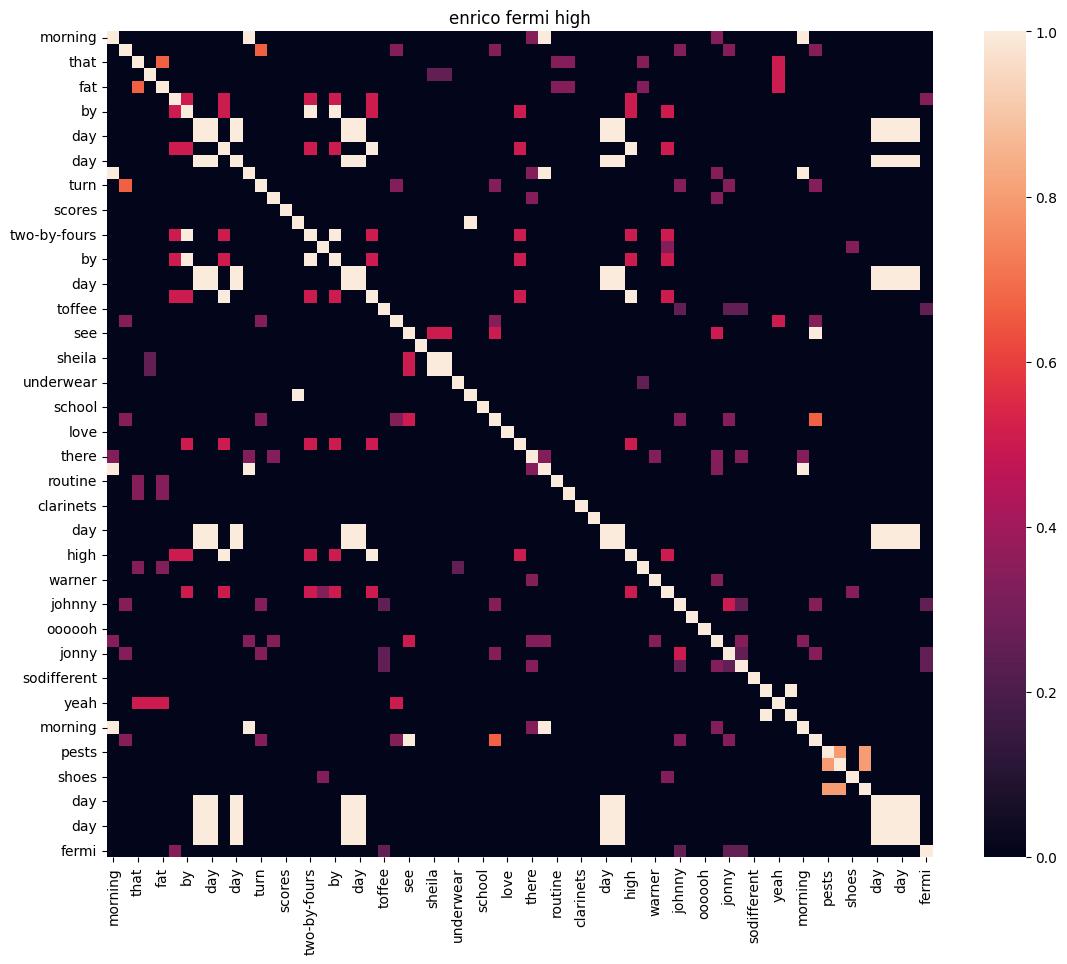 enrico fermi high
morning
that
fat
by
day
day
turn
scores
two-by-fours
by
day
toffee
see
sheila
underwear
school
love
there
routine
clarinets
day
high
warner
johnny
oooooh
jonny
sodifferent
yeah
morning
pests
shoes
day
day
fermi
1.0
0.8
0.6
0.4
0.2
0.0
morning
that
fat
by
day
day
turn
scores
two-by-fours
by
day
toffee
see
sheila
underwear
school
love
there
routine
clarinets
day
high
warner
johnny
oooooh
jonny
sodifferent
yeah
morning
pests
shoes
day
day
fermi